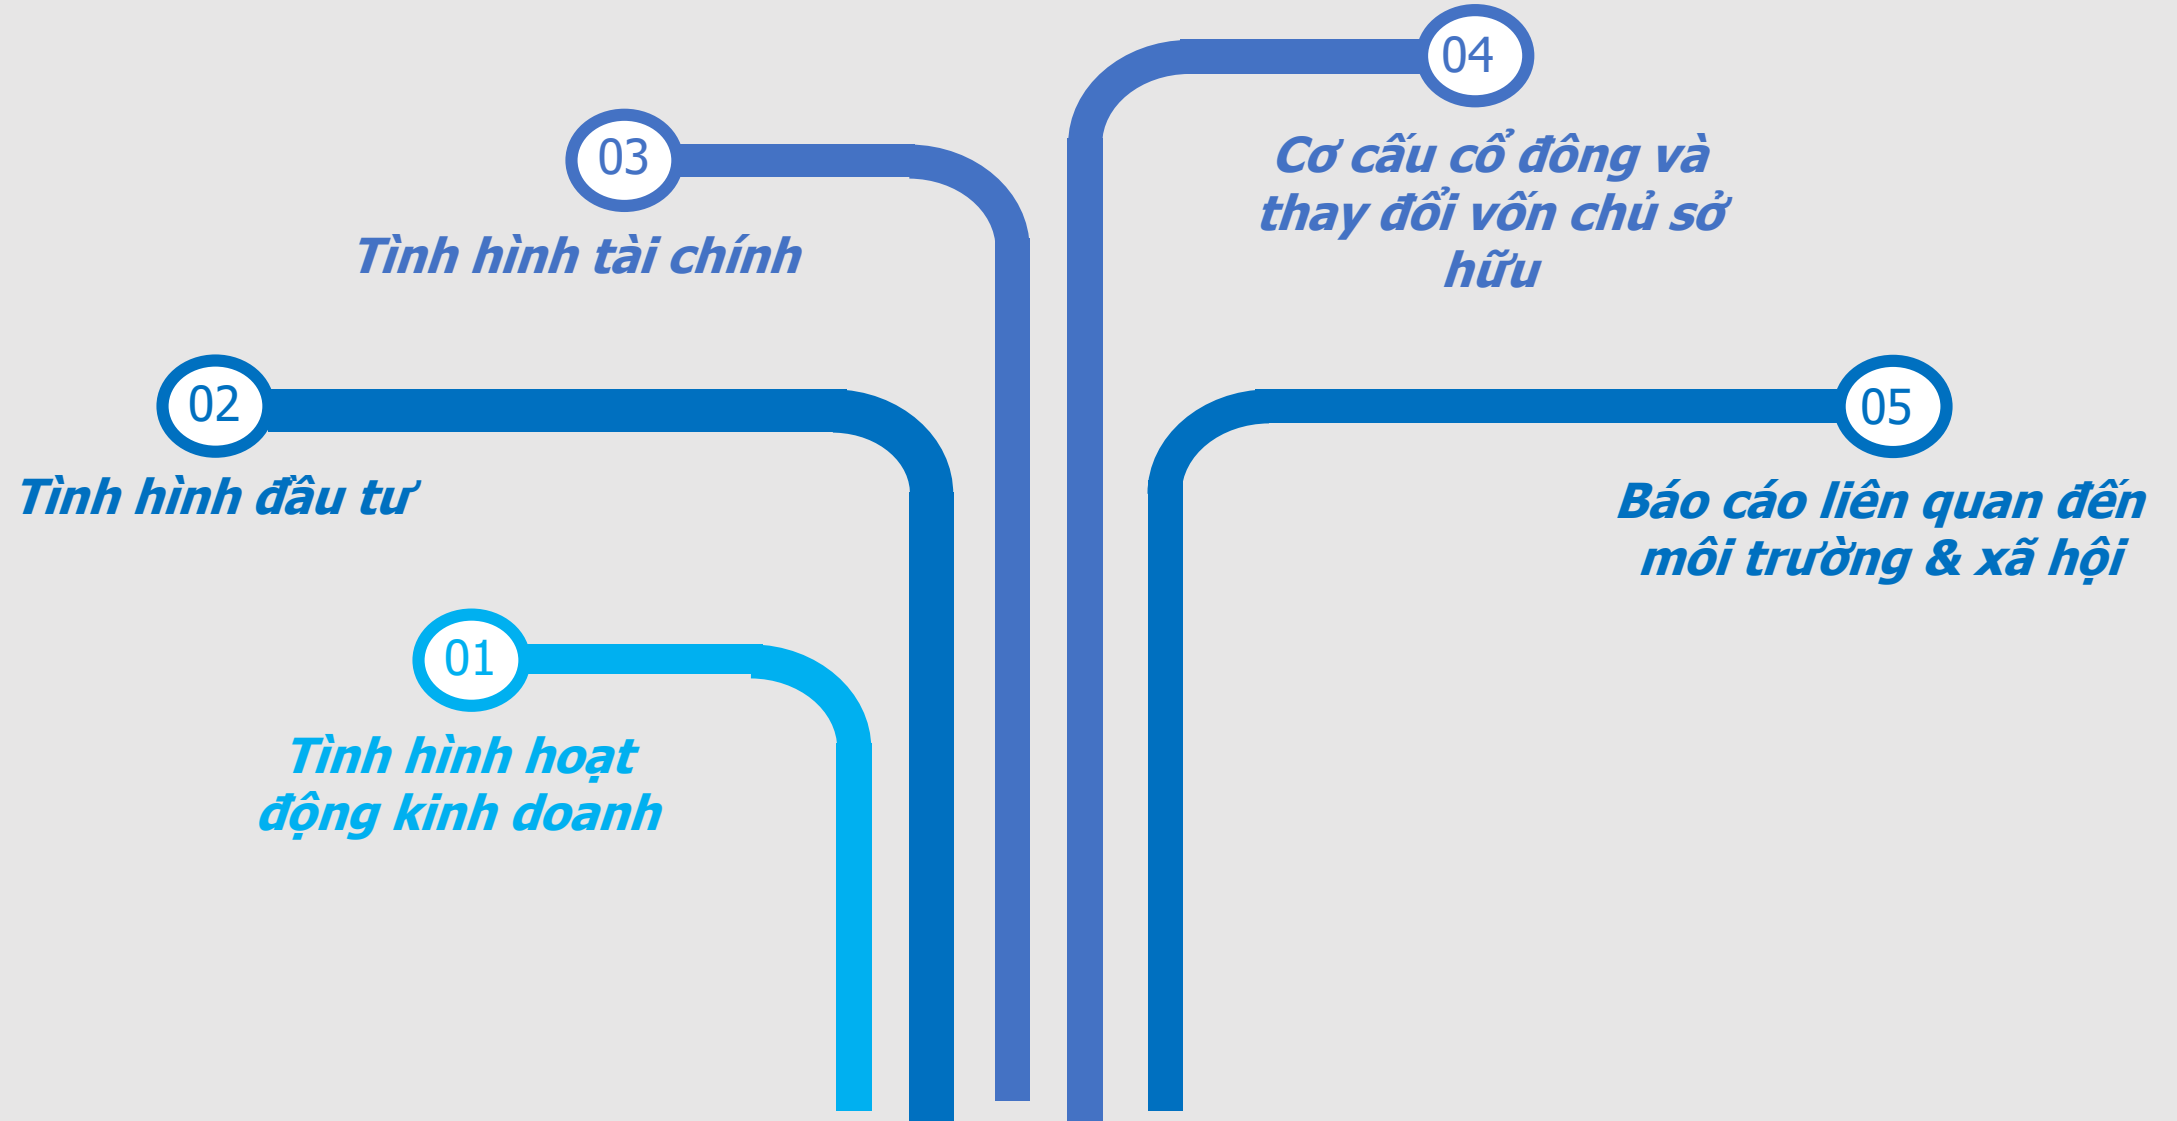 04
Cơ cấu cổ đông và
thay đổi vốn chủ sở
hữu
03
Tình hình tài chính
02
Tình hình đầu tư
05
Báo cáo liên quan đến
môi trường & xã hội
01
Tình hình hoạt
động kinh doanh